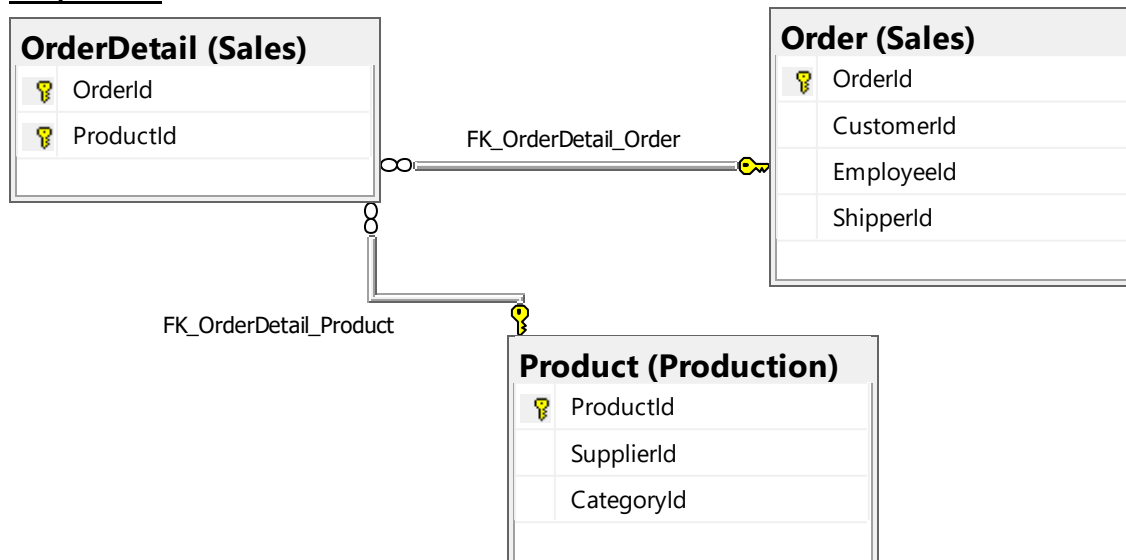 OrderDetail (Sales)
OrderId
ProductId
FK_OrderDetail_Order
Order (Sales)
OrderId
CustomerId
EmployeeId
ShipperId
FK_OrderDetail_Product
Product (Production)
ProductId
SupplierId
CategoryId